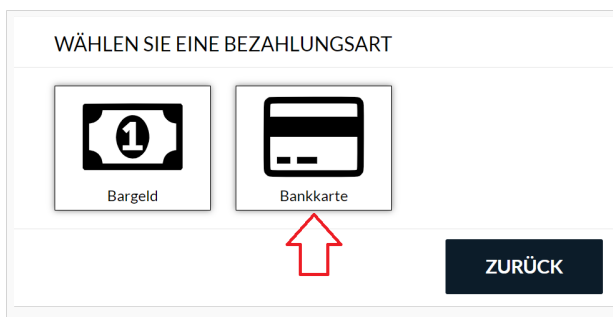 WÄHLEN SIE EINE BEZAHLUNGSART
1
Bargeld
Bankkarte
ZURÜCK